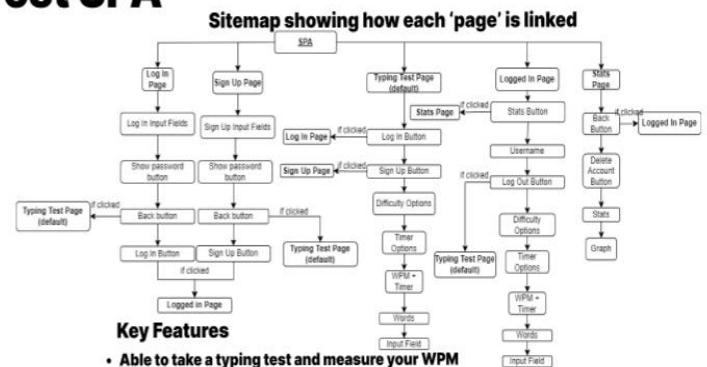 Sitemap showing how each 'page' is linked
SPA
Log In
Page
Sign Up Page
Typing Test Page
(default)
Logged In Page
Stats
Page
Log In Input Fields
Sign Up Input Fields
Log In Page
if clicked
Log In Button
Stats Page
if clicked
Stats Button
Back
Button
if clicked
Logged In Page
Show password
button
Show password
button
Sign Up Page
if clicked
Sign Up Button
Username
Delete
Account
Button
if clicked
Log Out Button
Typing Test Page
(default)
if clicked
Back button
Back button
if clicked
Difficulty Options
Difficulty
Options
Stats
Log In Button
Sign Up Button
Typing Test Page
(default)
Timer
Options
Typing Test Page
(default)
Timer
Options
Graph
if clicked
WPM +
Timer
WPM +
Timer
Logged in Page
Words
Words
Input Field
Input Field
Key Features
• Able to take a typing test and measure your WPM